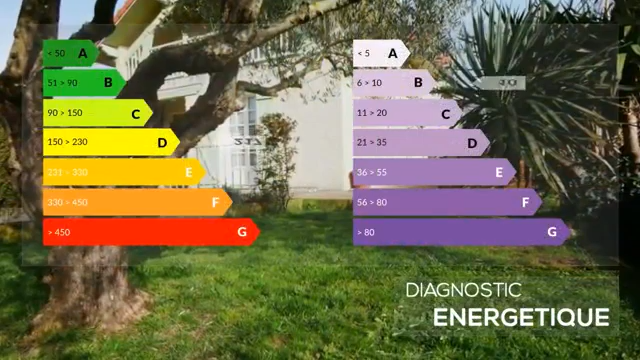 < 50 A
51 > 90 B
90 > 150 C
150 > 230 D
231 > 330 E
330 > 450 F
> 450 G
< 5 A
6 > 10 B
11 > 20 C
21 > 35 D
36 > 55 E
56 > 80 F
> 80 G
DIAGNOSTIC
ENERGETIQUE